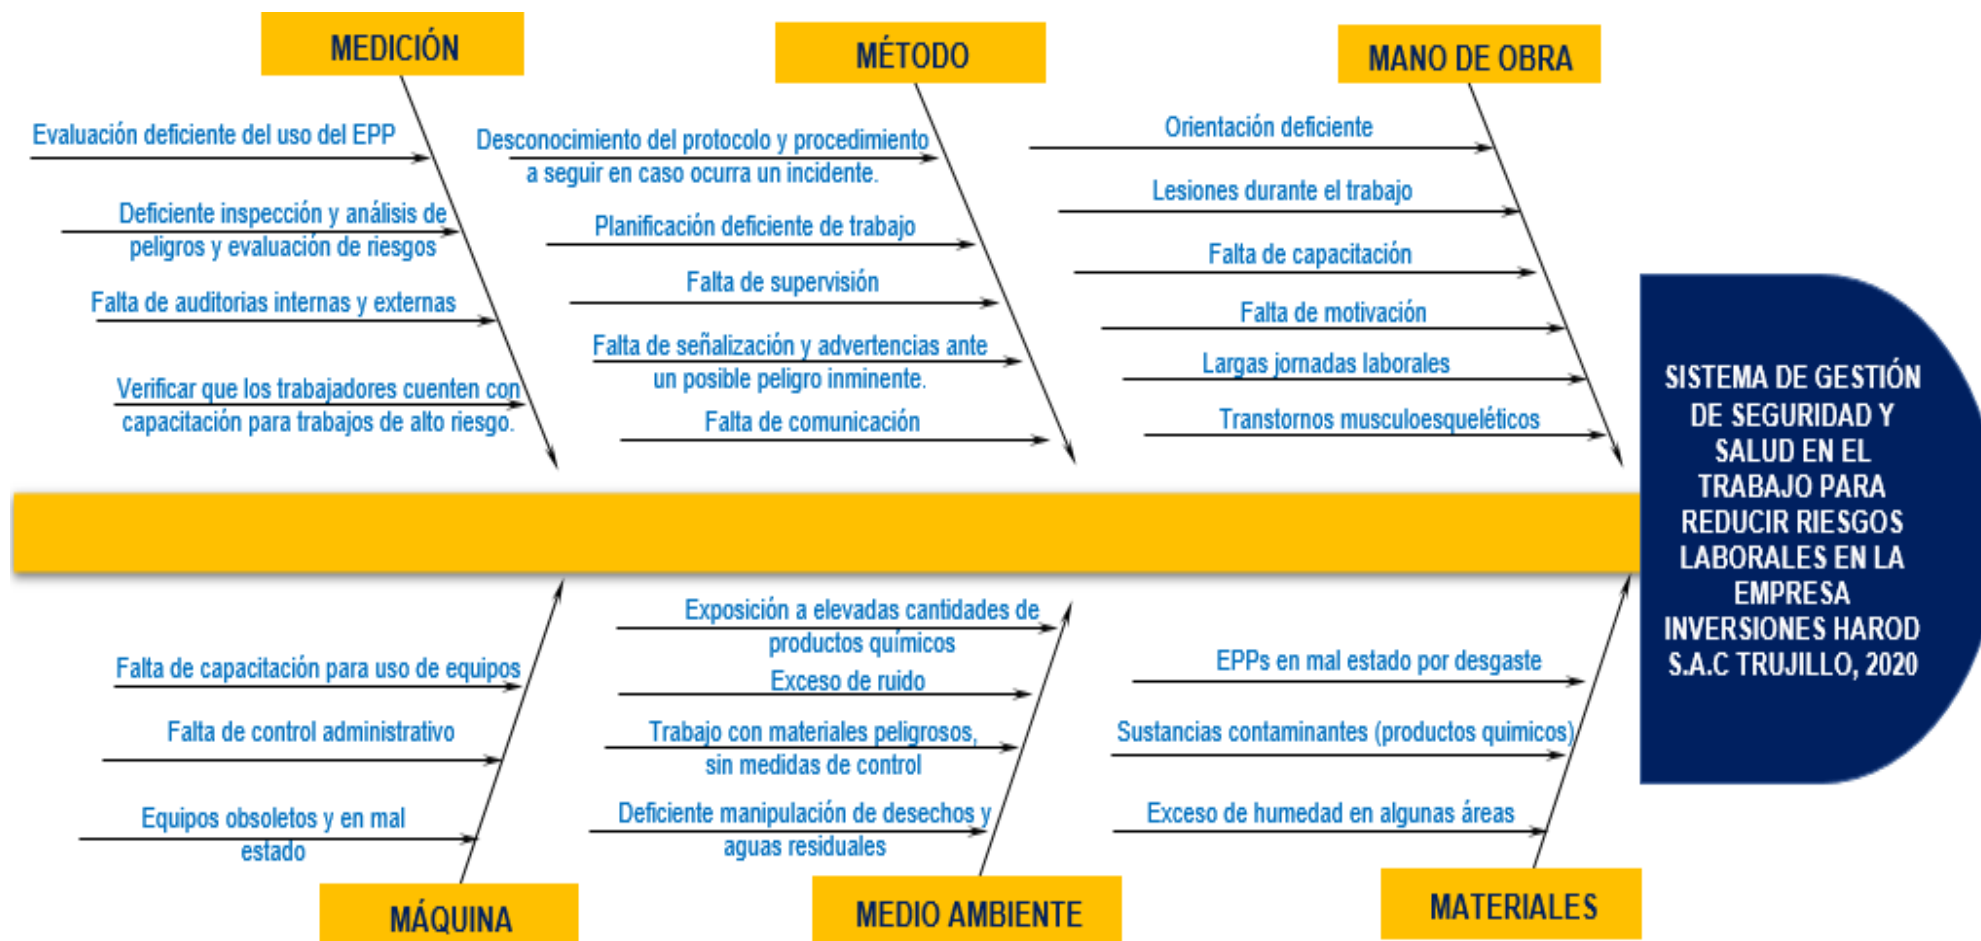 MEDICIÓN
Evaluación deficiente del uso del EPP
Deficiente inspección y análisis de
peligros y evaluación de riesgos
Falta de auditorias internas y externas
Verificar que los trabajadores cuenten con
capacitación para trabajos de alto riesgo.
MÉTODO
Desconocimiento del protocolo y procedimiento
a seguir en caso ocurra un incidente.
Planificación deficiente de trabajo
Falta de supervisión
Falta de señalización y advertencias ante
un posible peligro inminente.
Falta de comunicación
MANO DE OBRA
Orientación deficiente
Lesiones durante el trabajo
Falta de capacitación
Falta de motivación
Largas jornadas laborales
Transtornos musculoesqueléticos
SISTEMA DE GESTIÓN
DE SEGURIDAD Y
SALUD EN EL
TRABAJO PARA
REDUCIR RIESGOS
LABORALES EN LA
EMPRESA
INVERSIONES HAROD
S.A.C TRUJILLO, 2020
Falta de capacitación para uso de equipos
Falta de control administrativo
Equipos obsoletos y en mal
estado
MÁQUINA
Exposición a elevadas cantidades de
productos químicos
Exceso de ruido
Trabajo con materiales peligrosos,
sin medidas de control
Deficiente manipulación de desechos y
aguas residuales
MEDIO AMBIENTE
EPPs en mal estado por desgaste
Sustancias contaminantes (productos quimicos)
Exceso de humedad en algunas áreas
MATERIALES